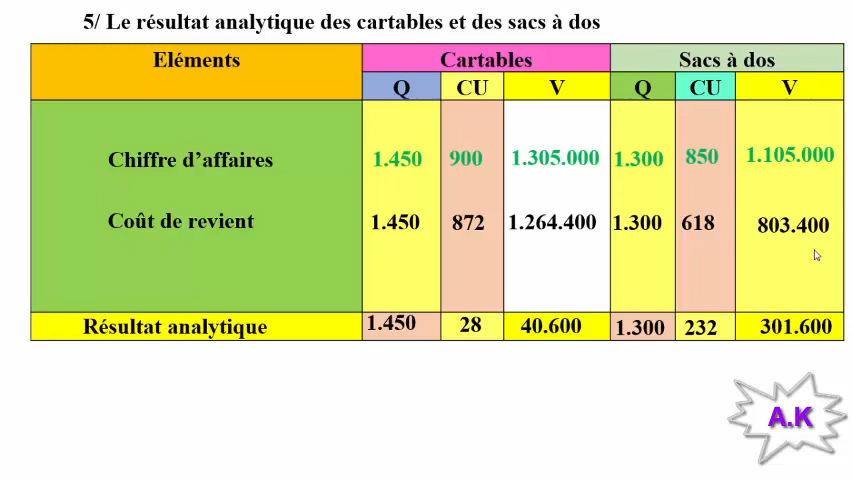 5/ Le résultat analytique des cartables et des sacs à dos
Eléments Cartables Sacs à dos
Q CU V Q CU V
Chiffre d’affaires 1.450 900 1.305.000 1.300 850 1.105.000
Coût de revient 1.450 872 1.264.400 1.300 618 803.400
Résultat analytique 1.450 28 40.600 1.300 232 301.600
A.K